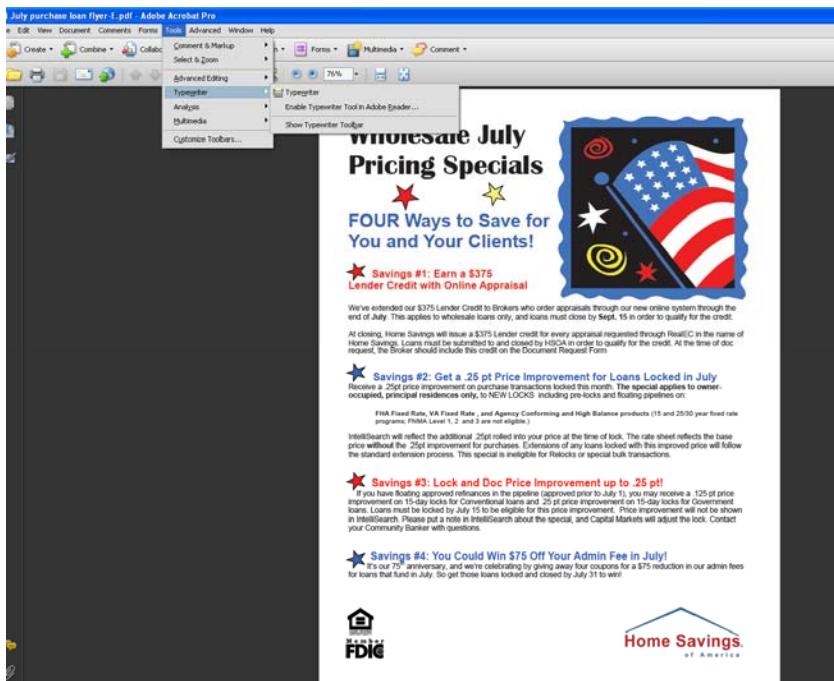 July purchase loan flyer-E.pdf - Adobe Acrobat Pro
Edit View Document Comments Forms Tools Advanced Window Help
Create Combine Collabo Forms Multimedia Comment
76%
Comment & Markup
Select & Zoom
Advanced Editing
Typewriter
Analysis
Multimedia
Customize Toolbars...
Typewriter
Enable Typewriter Tool in Adobe Reader...
Show Typewriter Toolbar
Wholesale July
Pricing Specials
FOUR Ways to Save for
You and Your Clients!
Savings #1: Earn a $375
Lender Credit with Online Appraisal
We've extended our $375 Lender Credit to Brokers who order appraisals through our new online system through the
end of July. This applies to wholesale loans only, and loans must close by Sept. 15 in order to qualify for the credit.
At closing, Home Savings will issue a $375 Lender credit for every appraisal requested through RealEC in the name of
Home Savings. Loans must be submitted to and closed by HSOA in order to qualify for the credit. At the time of doc
request, the Broker should include this credit on the Document Request Form
Savings #2: Get a .25 pt Price Improvement for Loans Locked in July
Receive a .25pt price improvement on purchase transactions locked this month. The special applies to owner-
occupied, principal residences only, to NEW LOCKS including pre-locks and floating pipelines on:
FHA Fixed Rate, VA Fixed Rate , and Agency Conforming and High Balance products (15 and 25/30 year fixed rate
programs; FNMA Level 1, 2 and 3 are not eligible.)
IntelliSearch will reflect the additional .25pt rolled into your price at the time of lock. The rate sheet reflects the base
price without the .25pt improvement for purchases. Extensions of any loans locked with this improved price will follow
the standard extension process. This special is ineligible for Relocks or special bulk transactions.
Savings #3: Lock and Doc Price Improvement up to .25 pt!
If you have floating approved refinances in the pipeline (approved prior to July 1), you may receive a .125 pt price
improvement on 15-day locks for Conventional loans and .25 pt price improvement on 15-day locks for Government
loans. Loans must be locked by July 15 to be eligible for this price improvement. Price improvement will not be shown
in IntelliSearch. Please put a note in IntelliSearch about the special, and Capital Markets will adjust the lock. Contact
your Community Banker with questions.
Savings #4: You Could Win $75 Off Your Admin Fee in July!
It's our 75th anniversary, and we're celebrating by giving away four coupons for a $75 reduction in our admin fees
for loans that fund in July. So get those loans locked and closed by July 31 to win!
Member
FDIC
Home Savings.
of America